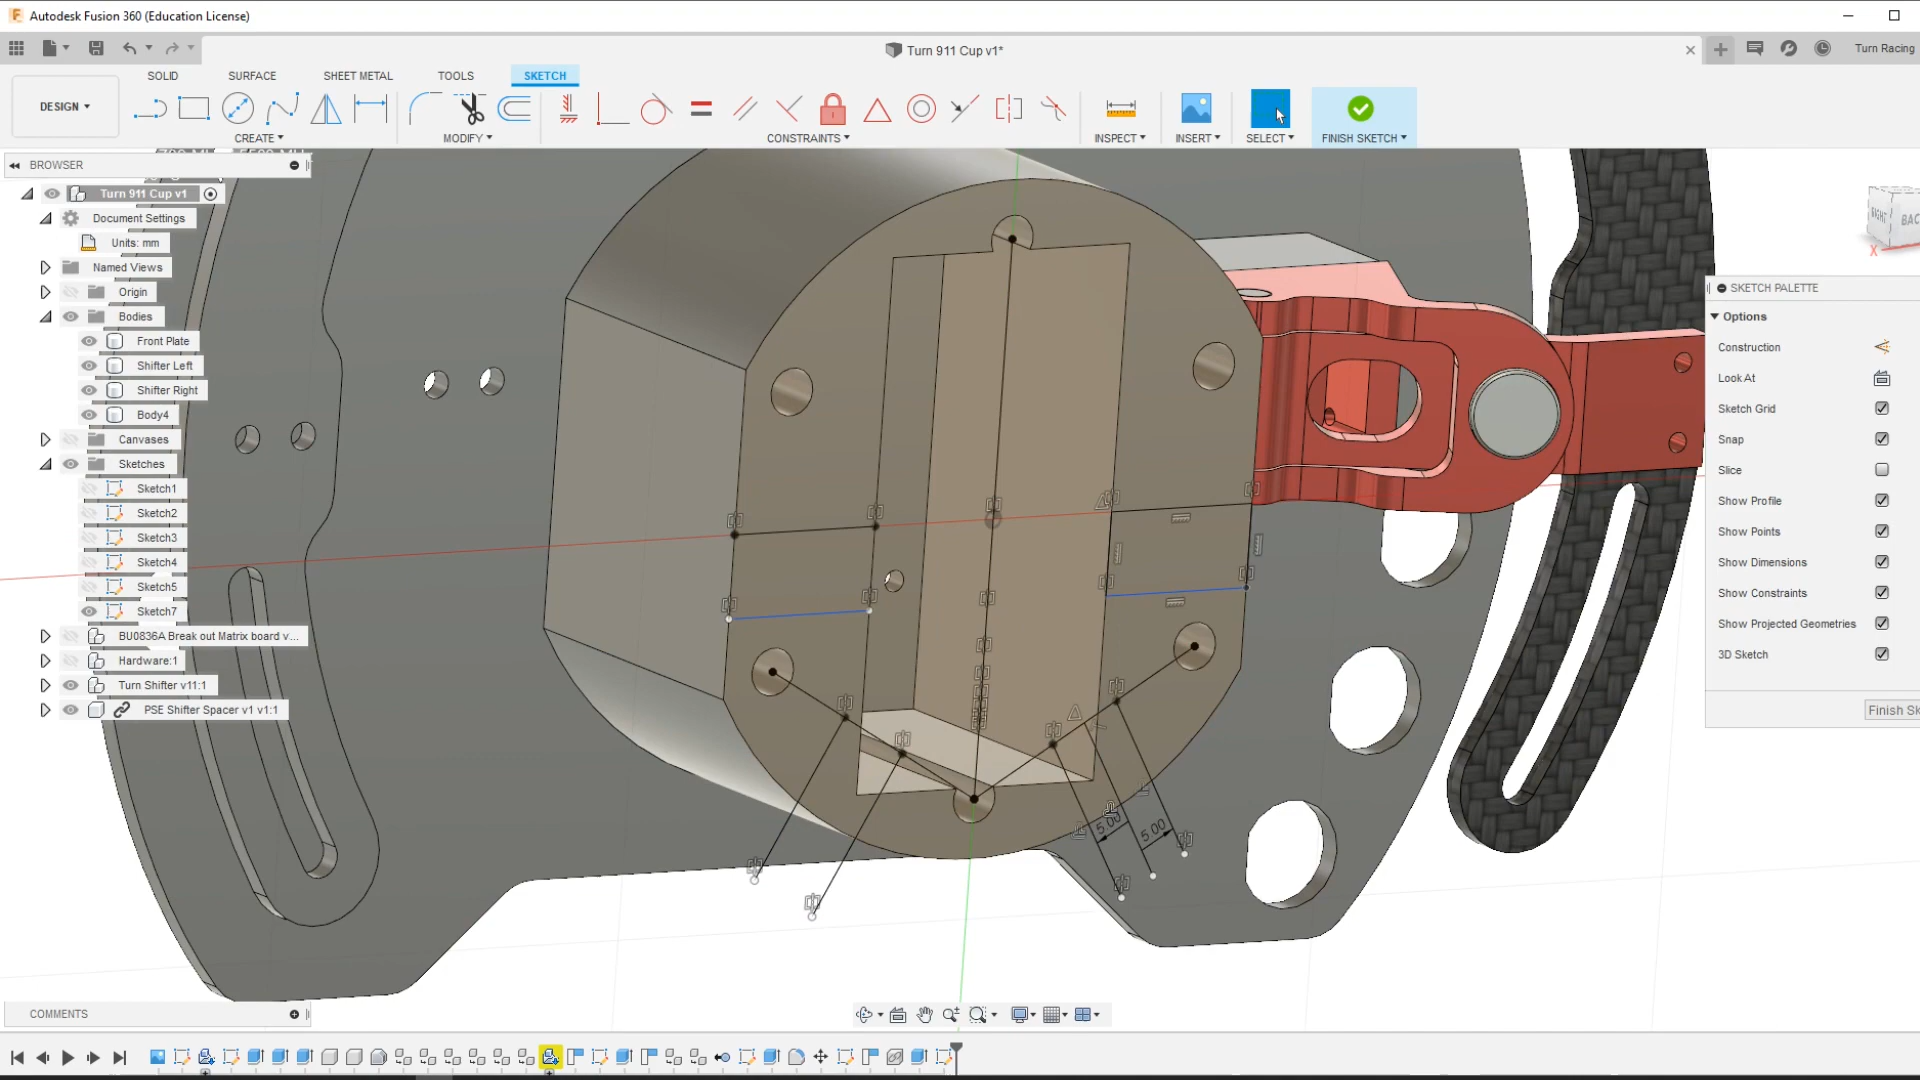 Autodesk Fusion 360 (Education License)
Turn 911 Cup v1*
Turn Racing
DESIGN
SOLID
SURFACE
SHEET METAL
TOOLS
SKETCH
CREATE
MODIFY
CONSTRAINTS
INSPECT
INSERT
SELECT
FINISH SKETCH
BROWSER
Turn 911 Cup v1
Document Settings
Units: mm
Named Views
Origin
Bodies
Front Plate
Shifter Left
Shifter Right
Body4
Canvases
Sketches
Sketch1
Sketch2
Sketch3
Sketch4
Sketch5
Sketch7
BU0836A Break out Matrix board v...
Hardware:1
Turn Shifter v11:1
PSE Shifter Spacer v1 v1:1
5.00
5.00
RIGHT
BAC
X
SKETCH PALETTE
Options
Construction
Look At
Sketch Grid
Snap
Slice
Show Profile
Show Points
Show Dimensions
Show Constraints
Show Projected Geometries
3D Sketch
Finish Sk
COMMENTS